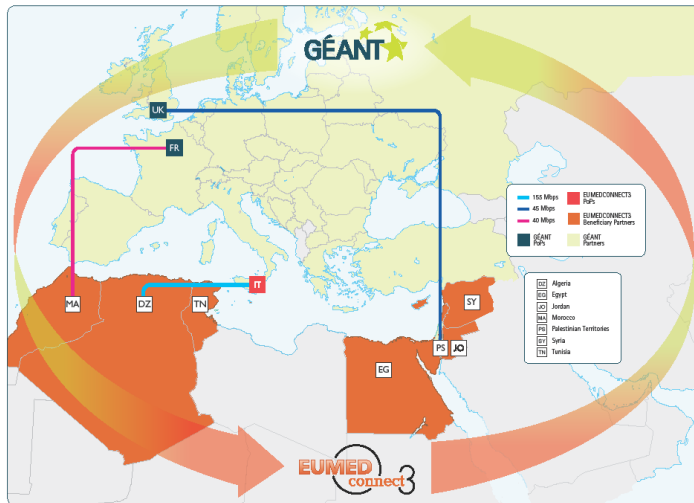 GÉANT
UK
FR
155 Mbps
45 Mbps
40 Mbps
GÉANT
PoPs
EUMEDCONNECT3
PoPs
EUMEDCONNECT3
Beneficiary Partners
GÉANT
Partners
IT
MA
DZ
TN
SY
PS
JO
EG
DZ Algeria
EG Egypt
JO Jordan
MA Morocco
PS Palestinian Territories
SY Syria
TN Tunisia
EUMED
connect3